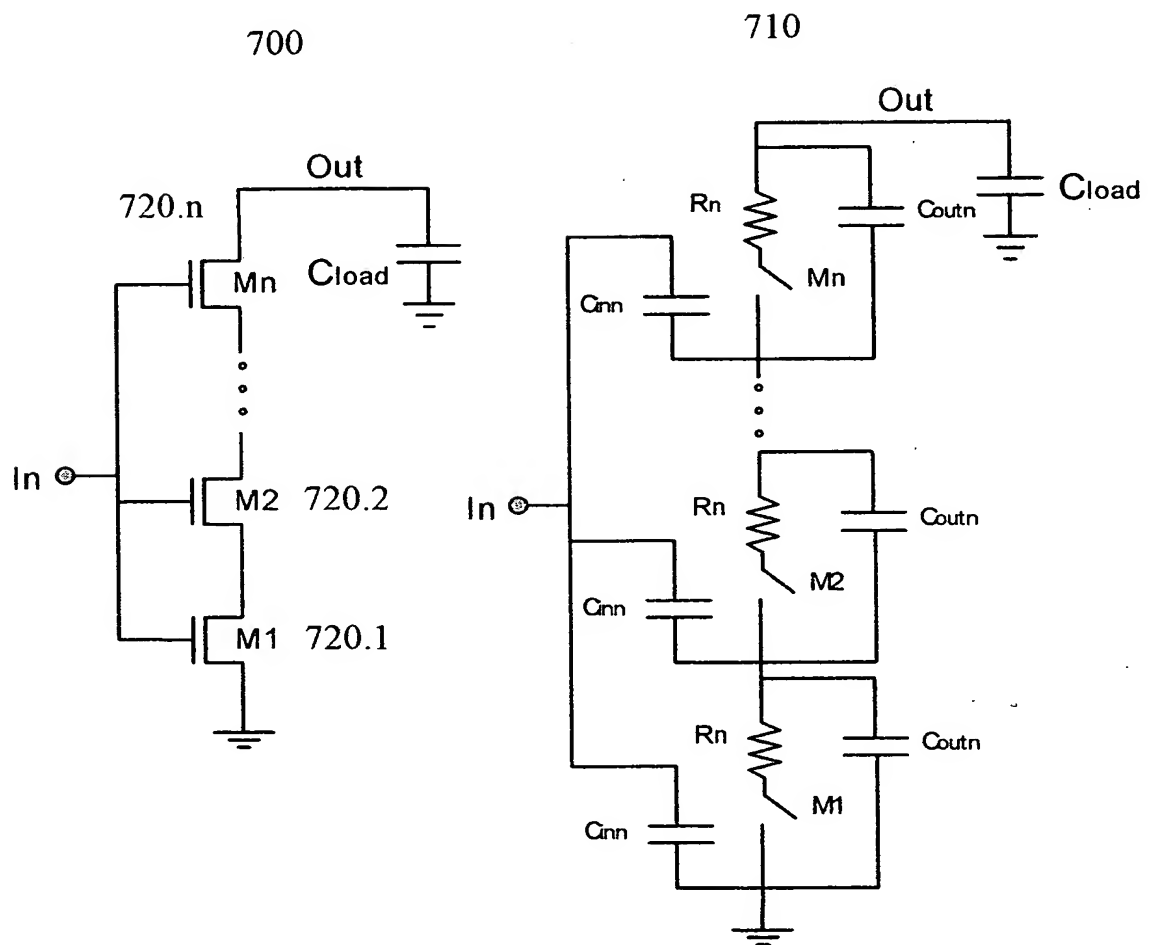 700
710
Out
Out
720.n
Mn
Cload
In
M2 720.2
M1 720.1
Rn
Coutn
Cload
Mn
Cinn
In
Rn
Coutn
M2
Cinn
Rn
Coutn
M1
Cinn